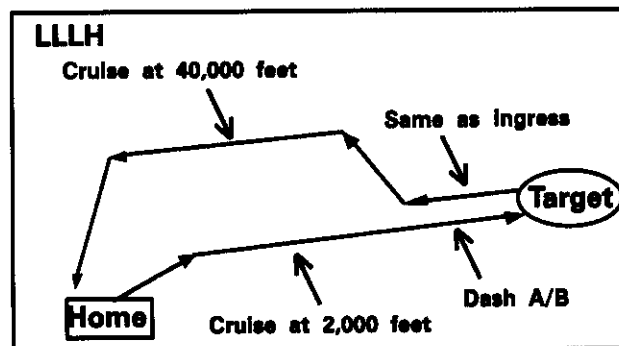 LLLH
Cruise at 40,000 feet
Same as Ingress
Target
Dash A/B
Home
Cruise at 2,000 feet